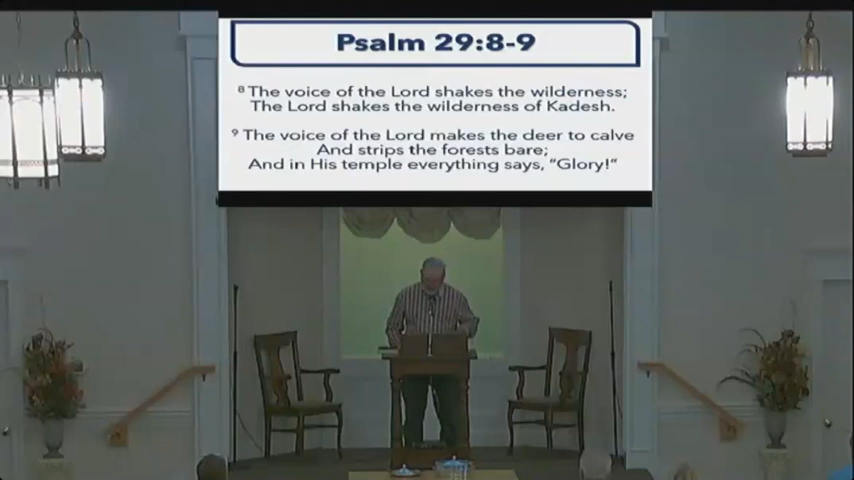 Psalm 29:8-9
8 The voice of the Lord shakes the wilderness;
The Lord shakes the wilderness of Kadesh.
9 The voice of the Lord makes the deer to calve
And strips the forests bare;
And in His temple everything says, "Glory!"